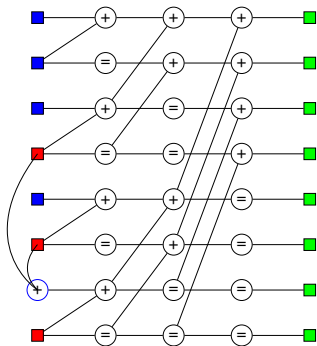 + + +
= + +
+ = +
= = +
+ + =
= + =
+ + = =
= = =